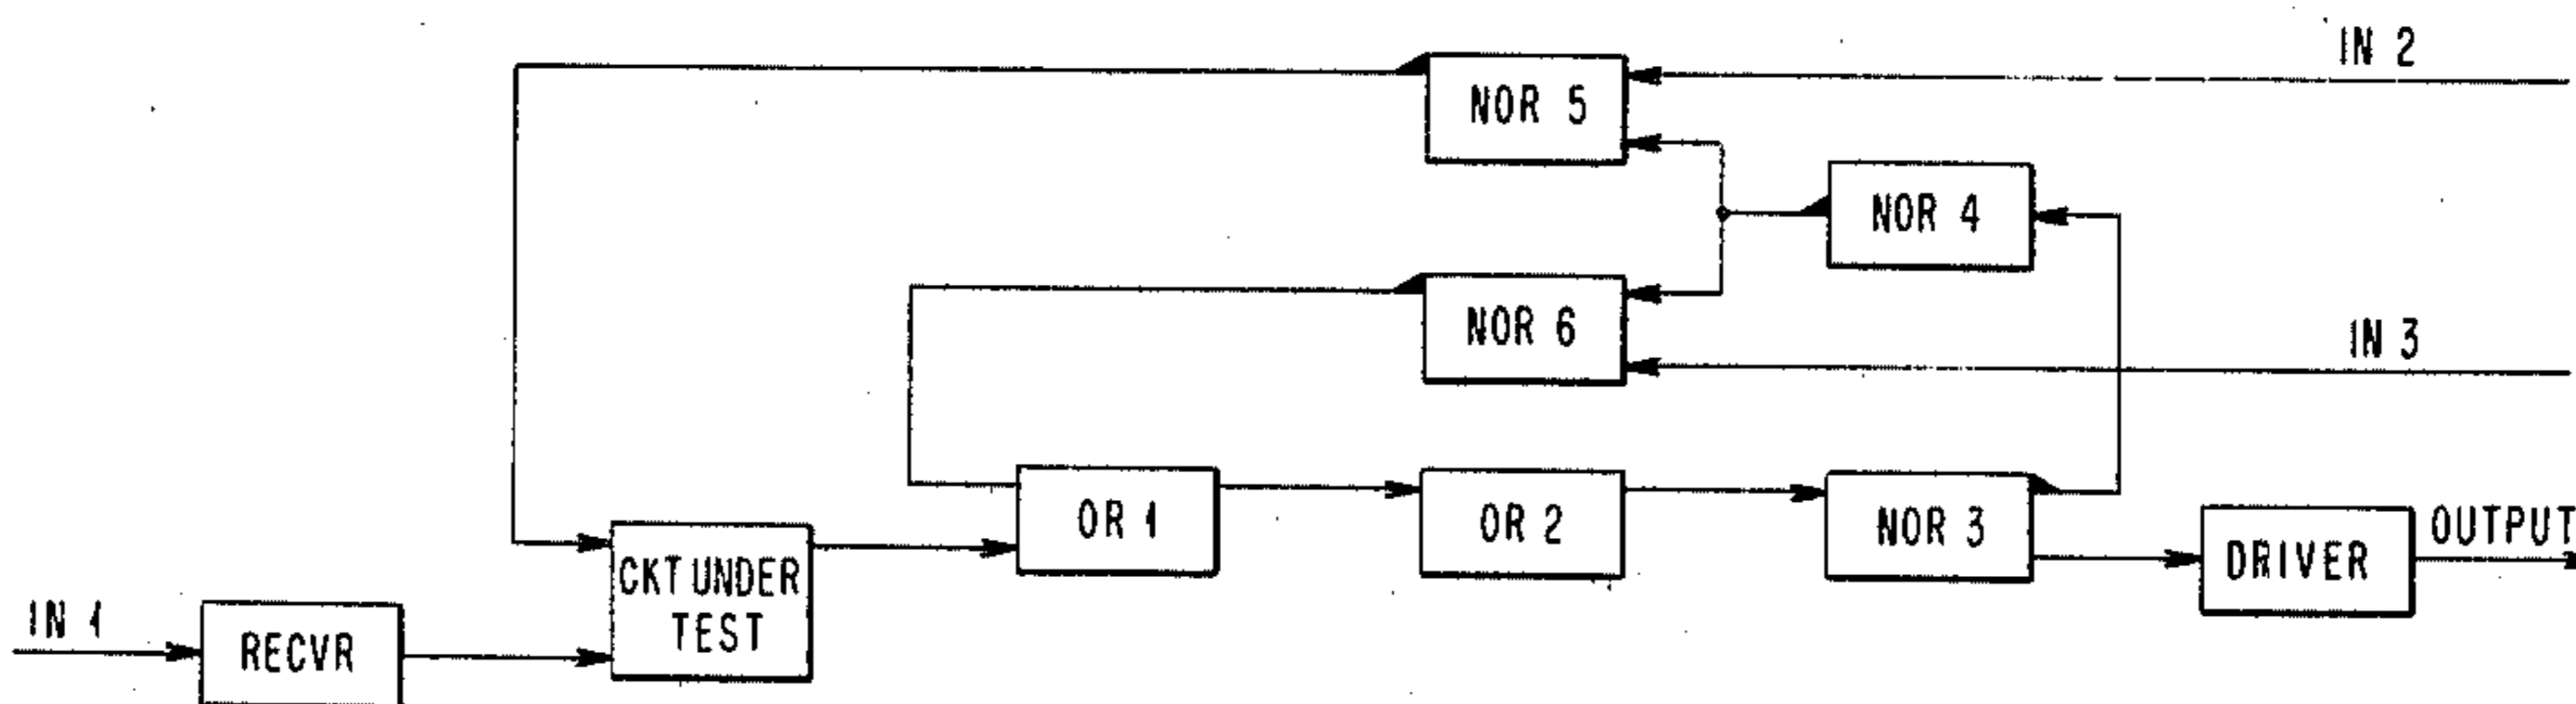 IN 2
NOR 5
NOR 4
NOR 6
IN 3
OR 1
OR 2
NOR 3
DRIVER
OUTPUT
CKT UNDER
TEST
IN 1
RECVR